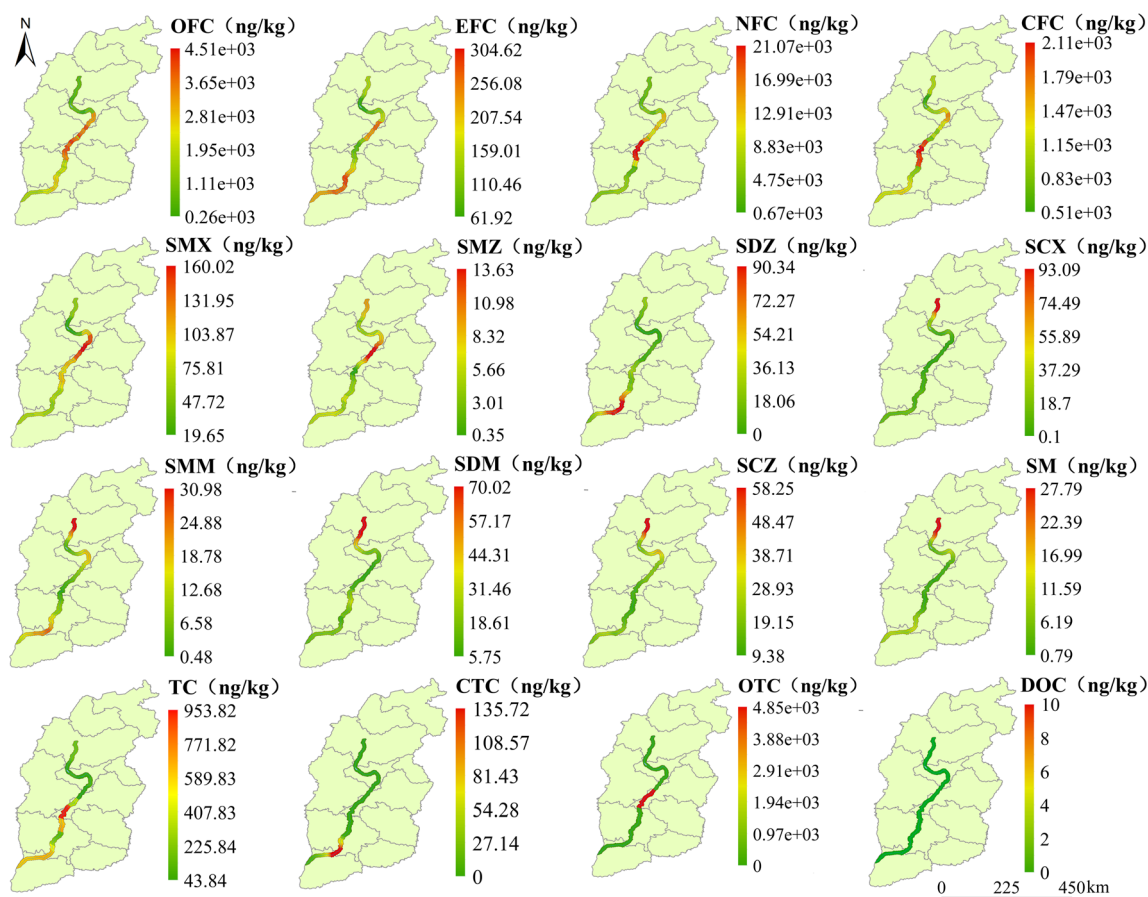 N
OFC（ng/kg）
4.51e+03
3.65e+03
2.81e+03
1.95e+03
1.11e+03
0.26e+03
EFC（ng/kg）
304.62
256.08
207.54
159.01
110.46
61.92
NFC（ng/kg）
21.07e+03
16.99e+03
12.91e+03
8.83e+03
4.75e+03
0.67e+03
CFC（ng/kg）
2.11e+03
1.79e+03
1.47e+03
1.15e+03
0.83e+03
0.51e+03
SMX（ng/kg）
160.02
131.95
103.87
75.81
47.72
19.65
SMZ（ng/kg）
13.63
10.98
8.32
5.66
3.01
0.35
SDZ（ng/kg）
90.34
72.27
54.21
36.13
18.06
0
SCX（ng/kg）
93.09
74.49
55.89
37.29
18.7
0.1
SMM（ng/kg）
30.98
24.88
18.78
12.68
6.58
0.48
SDM（ng/kg）
70.02
57.17
44.31
31.46
18.61
5.75
SCZ（ng/kg）
58.25
48.47
38.71
28.93
19.15
9.38
SM（ng/kg）
27.79
22.39
16.99
11.59
6.19
0.79
TC（ng/kg）
953.82
771.82
589.83
407.83
225.84
43.84
CTC（ng/kg）
135.72
108.57
81.43
54.28
27.14
0
OTC（ng/kg）
4.85e+03
3.88e+03
2.91e+03
1.94e+03
0.97e+03
0
DOC（ng/kg）
10
8
6
4
2
0
0 225 450km